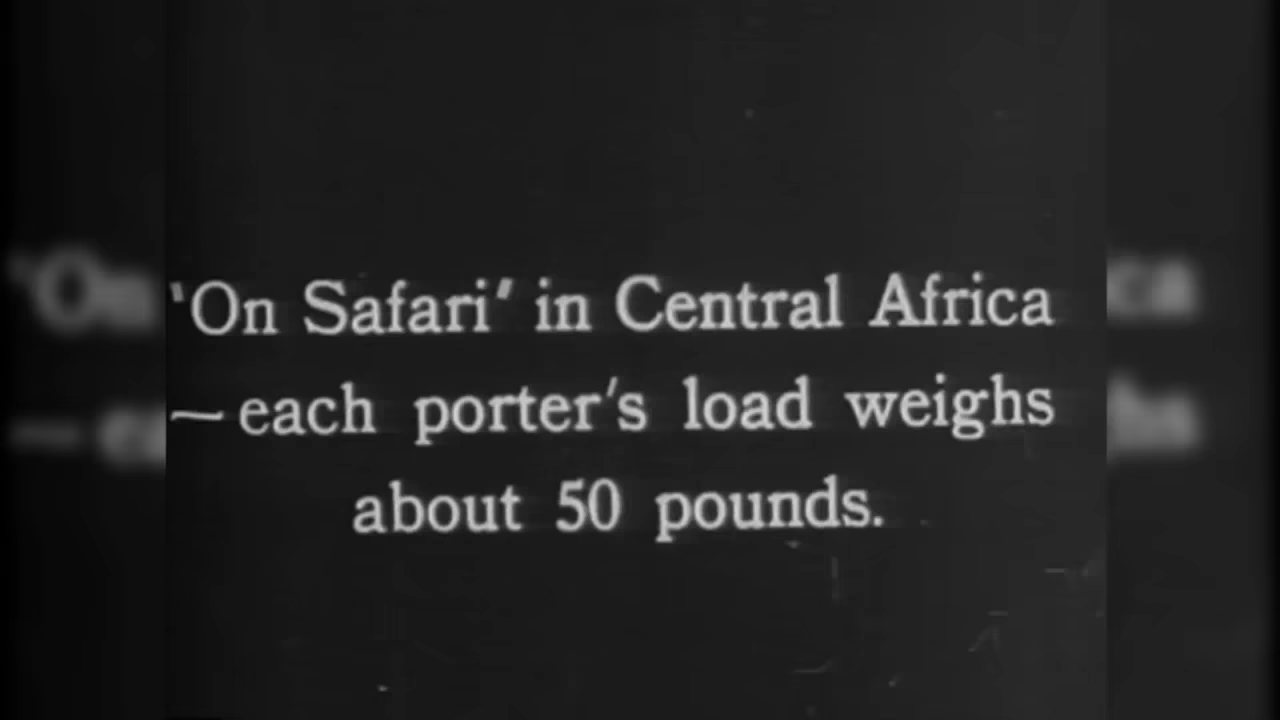 'On Safari' in Central Africa
—each porter's load weighs
about 50 pounds.